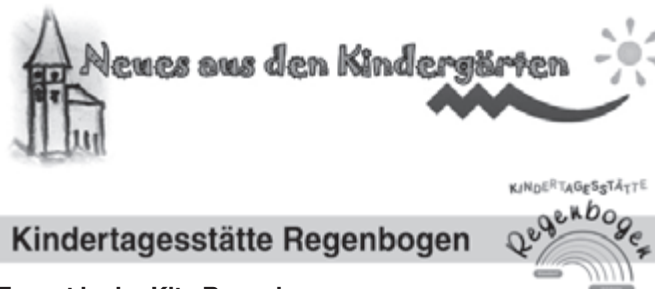 Neues aus den Kindergärten
KINDERTAGESSTÄTTE
Regenbogen
Kindertagesstätte Regenbogen